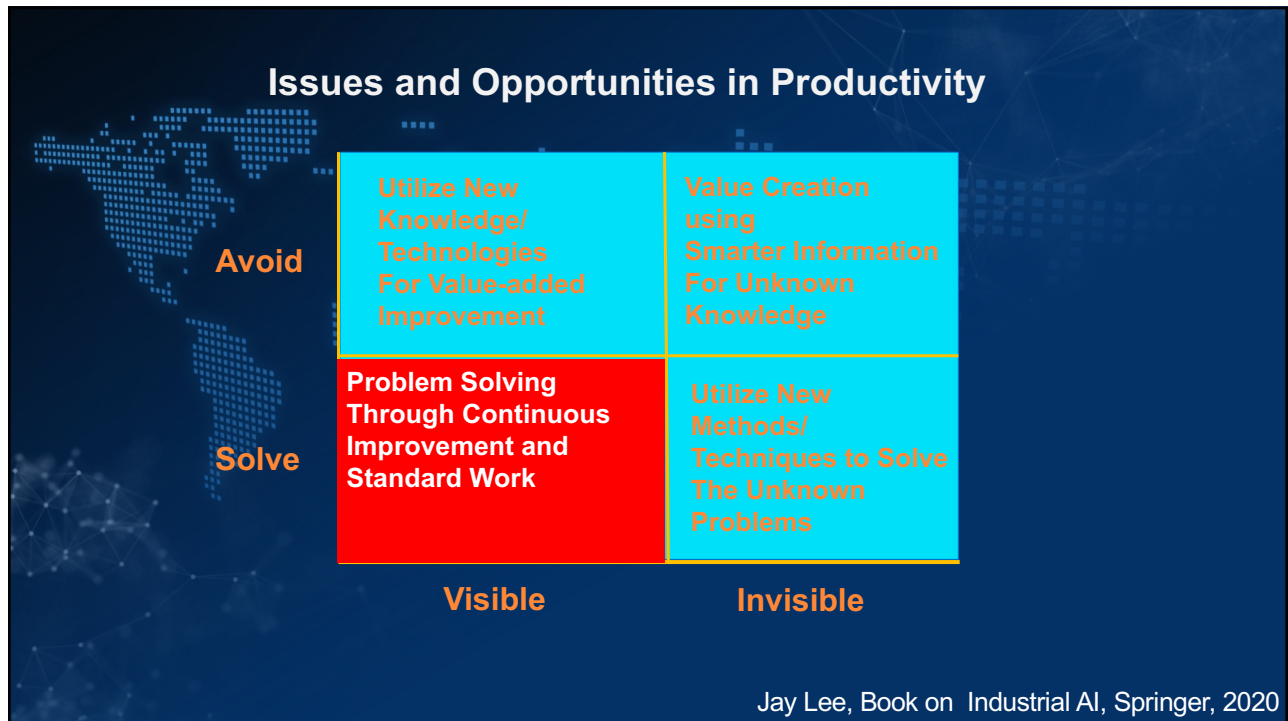 Issues and Opportunities in Productivity
Avoid
Utilize New
Knowledge/
Technologies
For Value-added
Improvement
Value Creation
using
Smarter Information
For Unknown
Knowledge
Solve
Problem Solving
Through Continuous
Improvement and
Standard Work
Utilize New
Methods/
Techniques to Solve
The Unknown
Problems
Visible
Invisible
Jay Lee, Book on Industrial AI, Springer, 2020